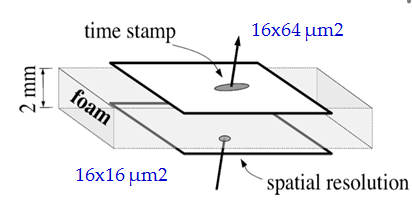 time stamp
16x64 µm2
2 mm
foam
16x16 µm2
spatial resolution